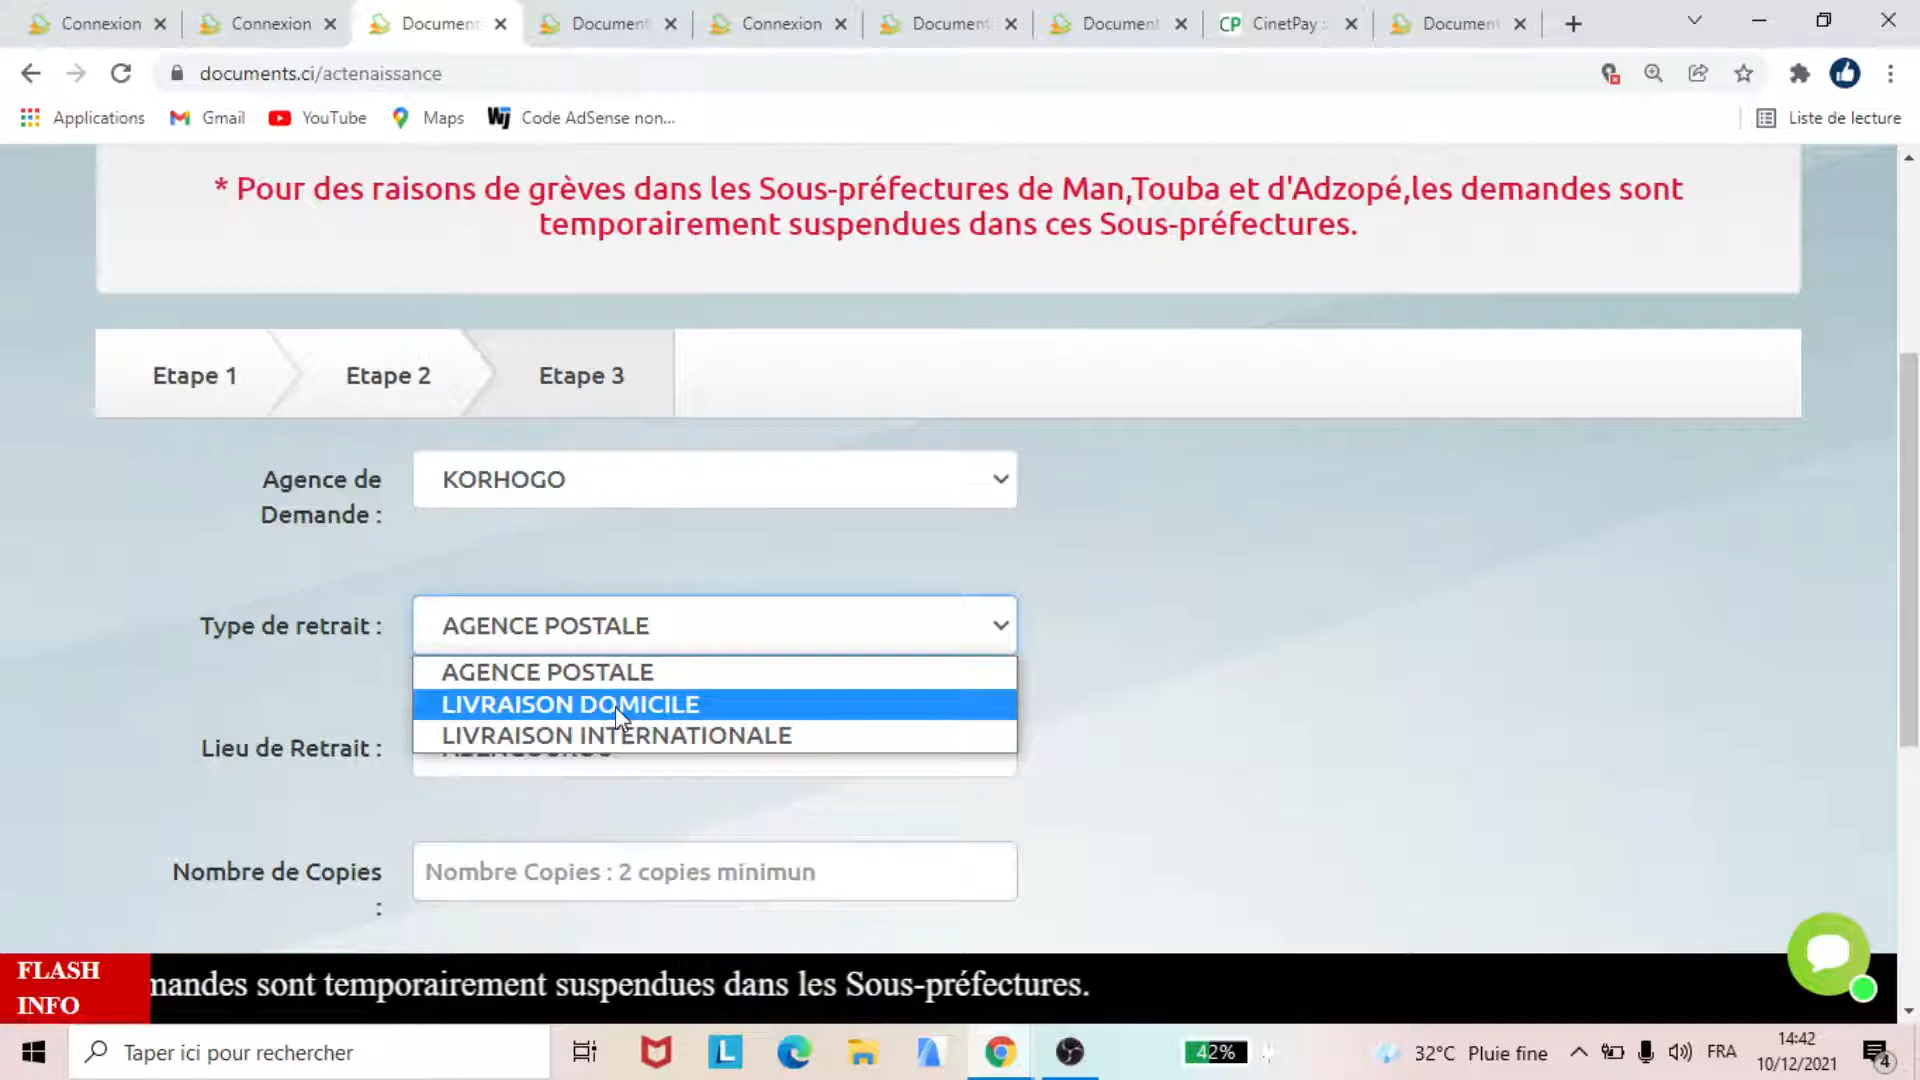 Connexion
Connexion
Document
Document
Connexion
Document
Document
CP CinetPay :
Document
documents.ci/actenaissance
Applications
Gmail
YouTube
Maps
Code AdSense non...
Liste de lecture
* Pour des raisons de grèves dans les Sous-préfectures de Man,Touba et d'Adzopé,les demandes sont
temporairement suspendues dans ces Sous-préfectures.
Etape 1
Etape 2
Etape 3
Agence de
Demande :
KORHOGO
Type de retrait :
AGENCE POSTALE
AGENCE POSTALE
LIVRAISON DOMICILE
LIVRAISON INTERNATIONALE
Lieu de Retrait :
Nombre de Copies
:
Nombre Copies : 2 copies minimun
FLASH
INFO
mandes sont temporairement suspendues dans les Sous-préfectures.
Taper ici pour rechercher
L
42%
32°C Pluie fine
FRA
14:42
10/12/2021
4